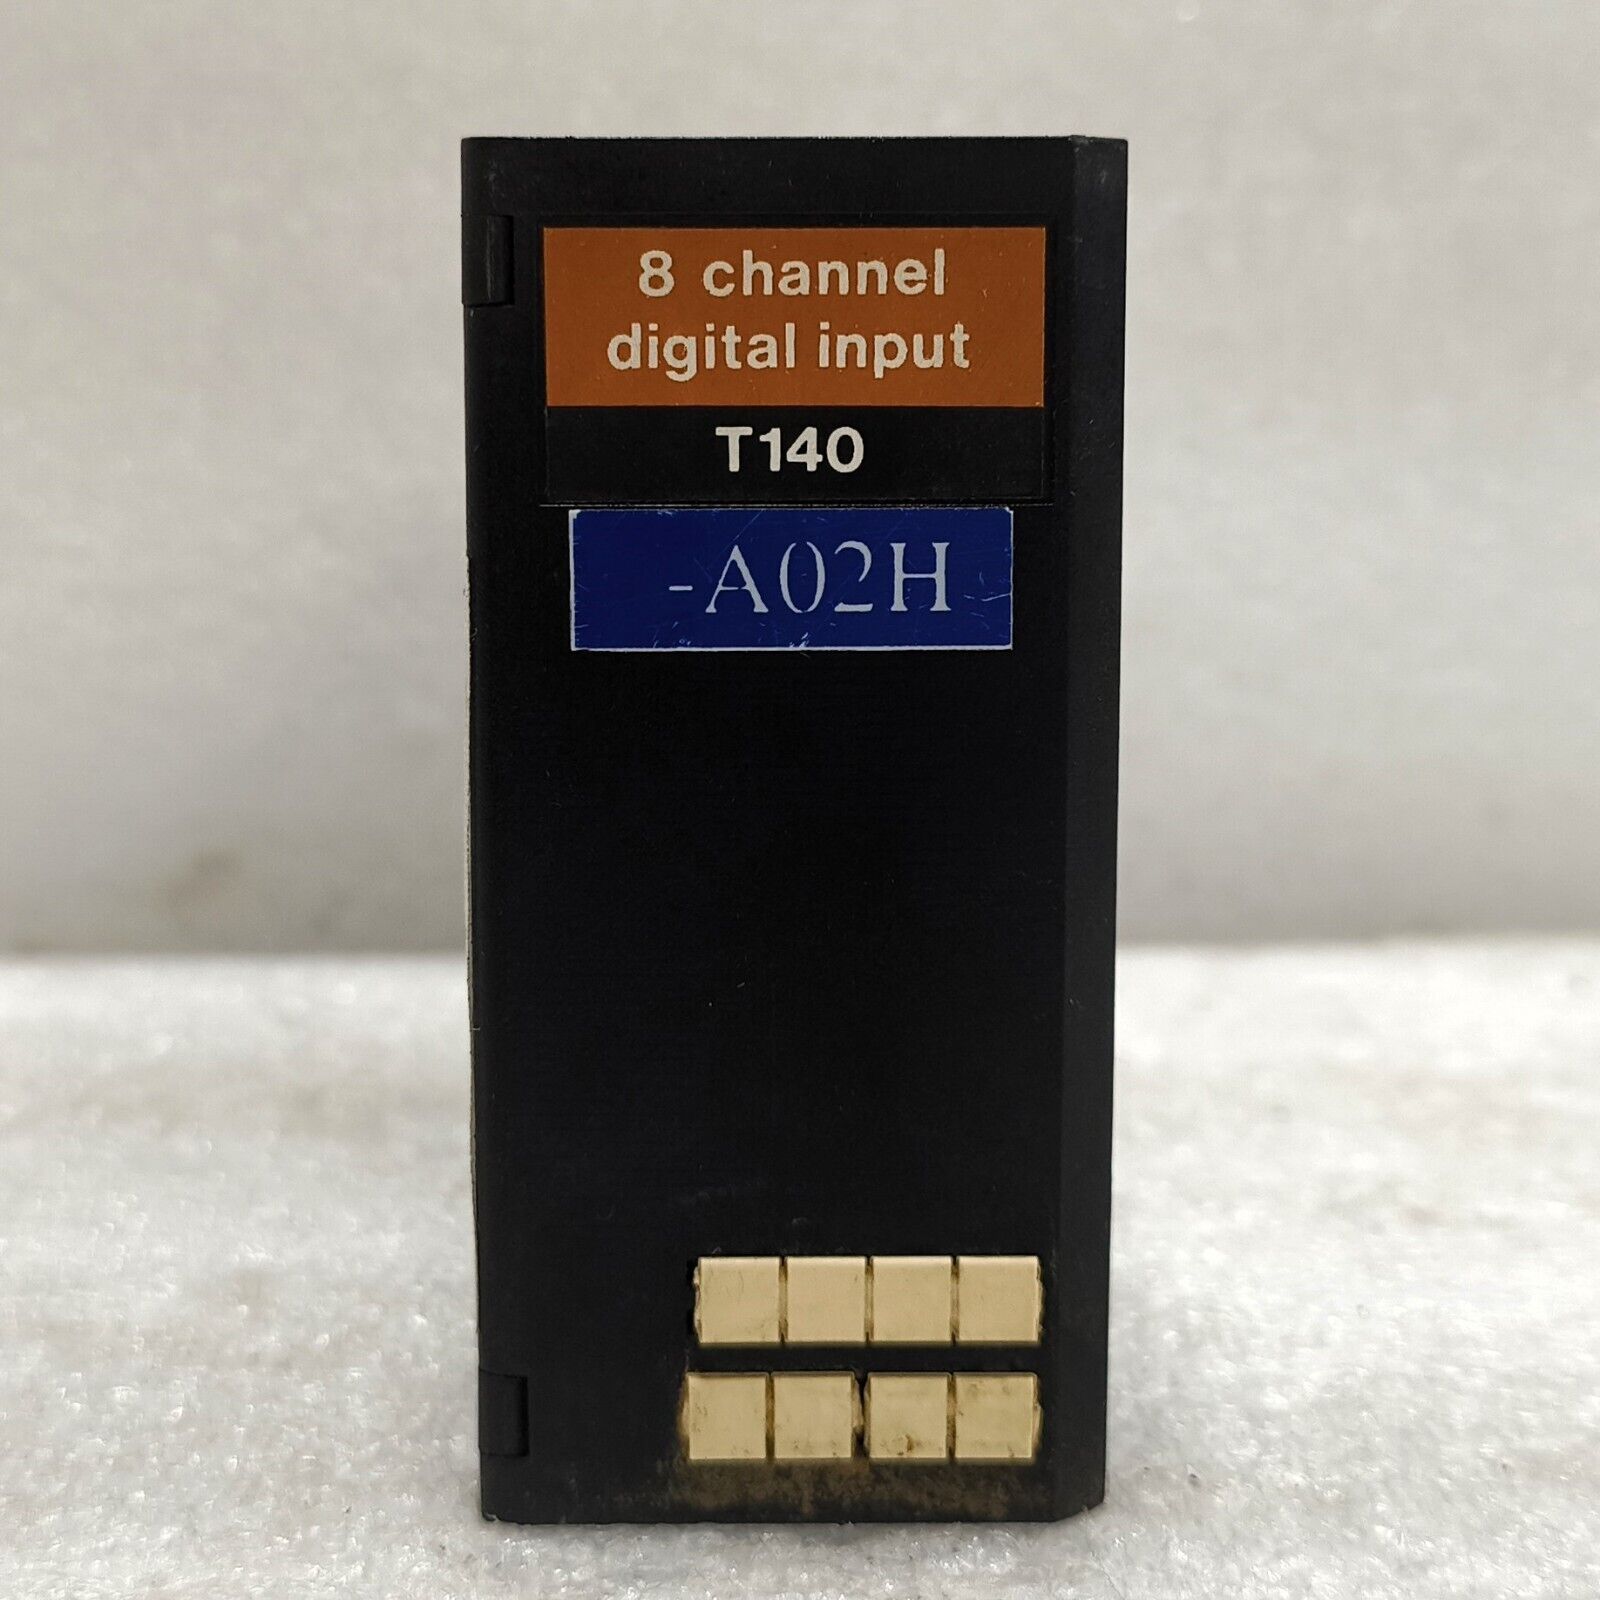 8 channel
digital input
T140
-A02H